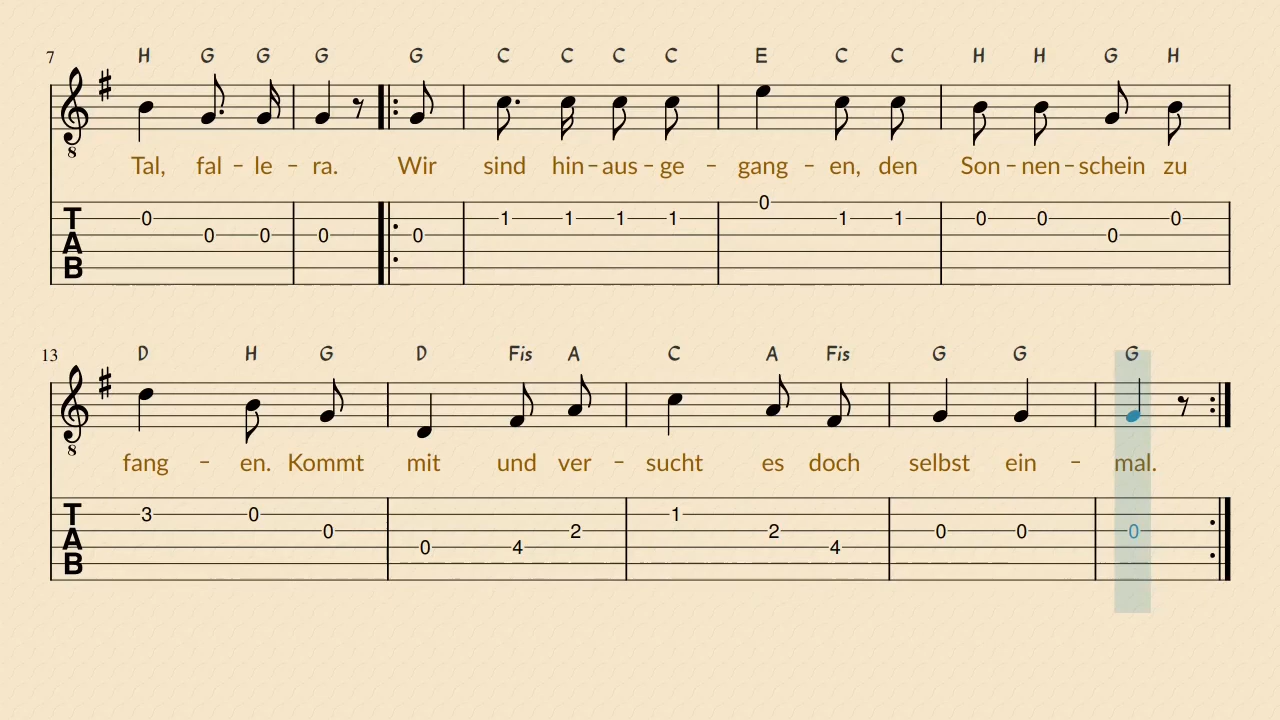 7 H G G G G C C C C E C C H H G H
8
Tal, fal – le – ra. Wir sind hin – aus – ge – gang – en, den Son – nen – schein zu
T A B
0 0 0 0 0 1 1 1 1 0 1 1 0 0 0 0
13 D H G D Fis A C A Fis G G G
8
fang – en. Kommt mit und ver – sucht es doch selbst ein – mal.
T A B
3 0 0 0 4 2 1 2 4 0 0 0